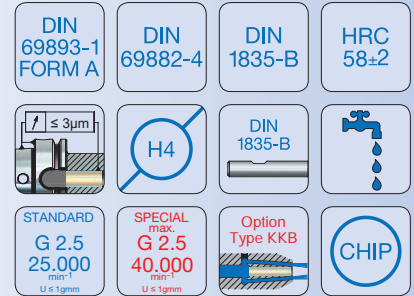 DIN
69893-1
FORM A
DIN
69882-4
DIN
1835-B
HRC
58±2
≤ 3µm
H4
DIN
1835-B
STANDARD
G 2.5
25.000
min⁻¹
U ≤ 1gmm
SPECIAL
max.
G 2.5
40.000
min⁻¹
U ≤ 1gmm
Option
Type KKB
CHIP